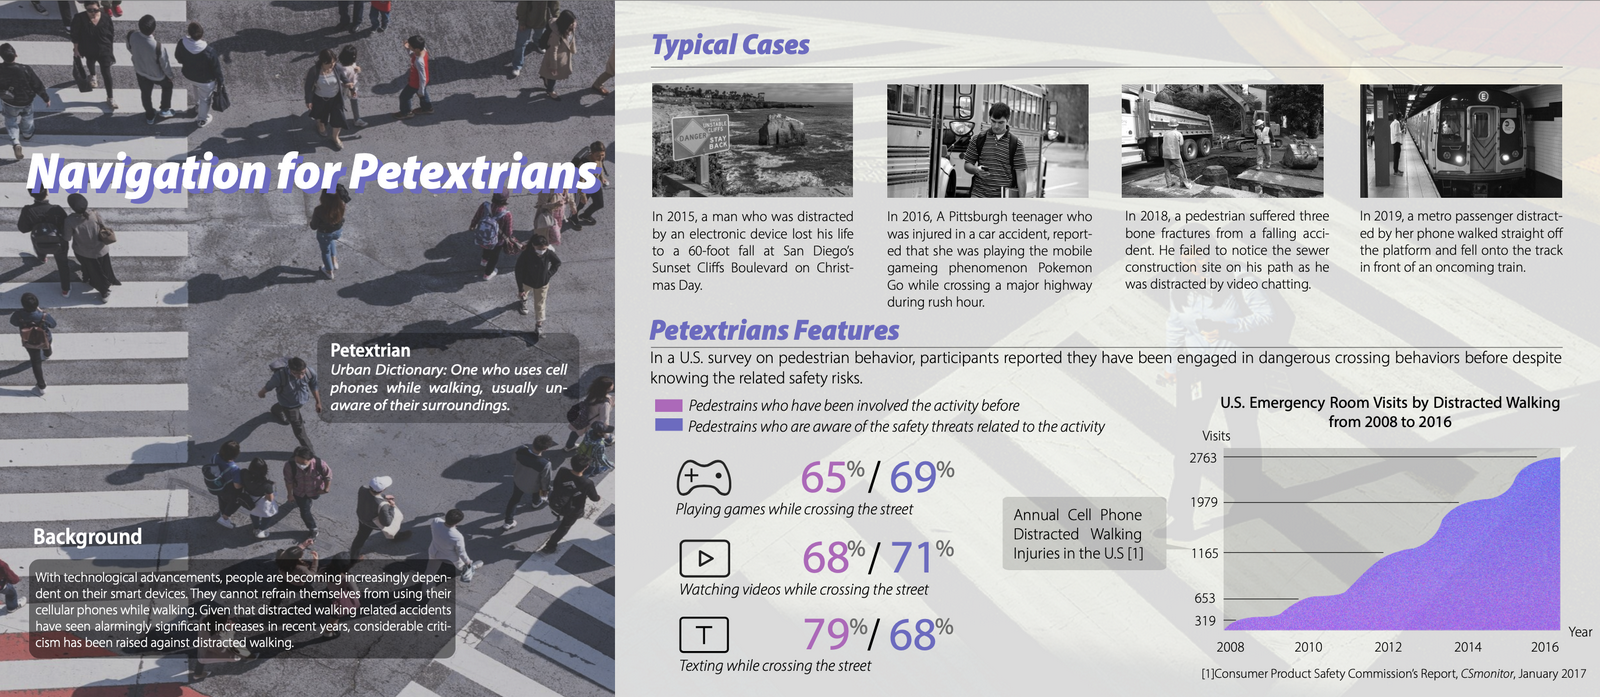 Navigation for Petextrians
Petextrian
Urban Dictionary: One who uses cell
phones while walking, usually un-
aware of their surroundings.
Background
With technological advancements, people are becoming increasingly depen-
dent on their smart devices. They cannot refrain themselves from using their
cellular phones while walking. Given that distracted walking related accidents
have seen alarmingly significant increases in recent years, considerable criti-
cism has been raised against distracted walking.
Typical Cases
DANGER
UNSTABLE
CLIFFS
STAY
BACK
E
In 2015, a man who was distracted
by an electronic device lost his life
to a 60-foot fall at San Diego's
Sunset Cliffs Boulevard on Christ-
mas Day.
In 2016, A Pittsburgh teenager who
was injured in a car accident, report-
ed that she was playing the mobile
gameing phenomenon Pokemon
Go while crossing a major highway
during rush hour.
In 2018, a pedestrian suffered three
bone fractures from a falling acci-
dent. He failed to notice the sewer
construction site on his path as he
was distracted by video chatting.
In 2019, a metro passenger distract-
ed by her phone walked straight off
the platform and fell onto the track
in front of an oncoming train.
Petextrians Features
In a U.S. survey on pedestrian behavior, participants reported they have been engaged in dangerous crossing behaviors before despite
knowing the related safety risks.
Pedestrains who have been involved the activity before
Pedestrains who are aware of the safety threats related to the activity
65% / 69%
Playing games while crossing the street
68% / 71%
Watching videos while crossing the street
T
79% / 68%
Texting while crossing the street
Annual Cell Phone
Distracted Walking
Injuries in the U.S [1]
U.S. Emergency Room Visits by Distracted Walking
from 2008 to 2016
Visits
2763
1979
1165
653
319
Year
2008 2010 2012 2014 2016
[1]Consumer Product Safety Commission's Report, CSmonitor, January 2017